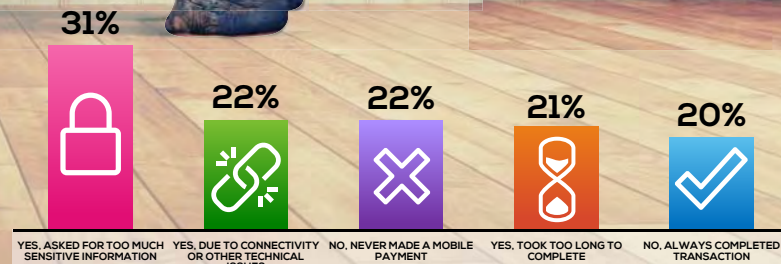 31%
22%
22%
21%
20%
YES, ASKED FOR TOO MUCH
SENSITIVE INFORMATION
YES, DUE TO CONNECTIVITY
OR OTHER TECHNICAL
ISSUES
NO, NEVER MADE A MOBILE
PAYMENT
YES, TOOK TOO LONG TO
COMPLETE
NO, ALWAYS COMPLETED
TRANSACTION